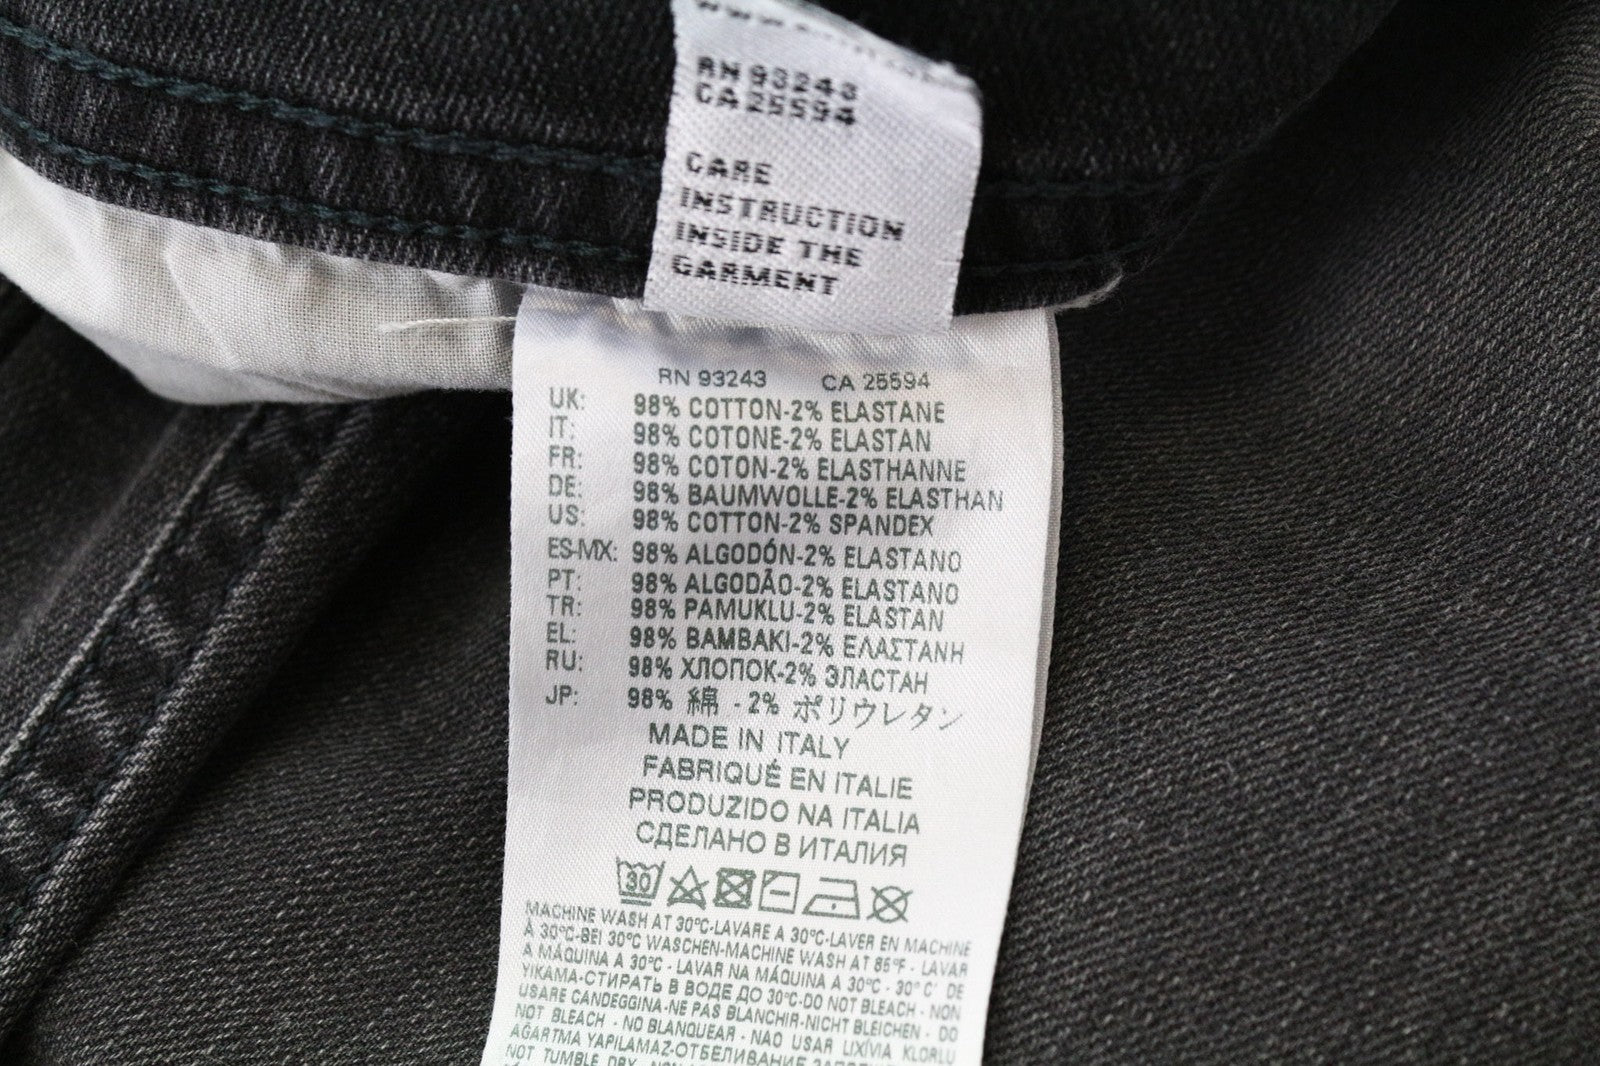 RN 93243
CA 25594
CARE
INSTRUCTION
INSIDE THE
GARMENT
RN 93243 CA 25594
UK: 98% COTTON-2% ELASTANE
IT: 98% COTONE-2% ELASTAN
FR: 98% COTON-2% ELASTHANNE
DE: 98% BAUMWOLLE-2% ELASTHAN
US: 98% COTTON-2% SPANDEX
ES-MX: 98% ALGODÓN-2% ELASTANO
PT: 98% ALGODÃO-2% ELASTANO
TR: 98% PAMUKLU-2% ELASTAN
EL: 98% ΒΑΜΒΑΚΙ-2% ΕΛΑΣΤΑΝΗ
RU: 98% ХЛОПОК-2% ЭЛАСТАН
JP: 98% 綿 - 2% ポリウレタン
MADE IN ITALY
FABRIQUÉ EN ITALIE
PRODUZIDO NA ITALIA
СДЕЛАНО В ИТАЛИЯ
30
MACHINE WASH AT 30°C-LAVARE A 30°C-LAVER EN MACHINE
À 30°C-BEI 30°C WASCHEN-MACHINE WASH AT 85°F - LAVAR
A MÁQUINA A 30°C - LAVAR NA MÁQUINA A 30°C - 30° C' DE
YIKAMA-СТИРАТЬ В ВОДЕ ДО 30°C-DO NOT BLEACH - NON
USARE CANDEGGINA-NE PAS BLANCHIR-NICHT BLEICHEN - DO
NOT BLEACH - NO BLANQUEAR - NAO USAR LIXÍVIA KLORLU
AĞARTMA YAPILAMAZ-ОТБЕЛИВАНИЕ
NOT TUMBLE DRY